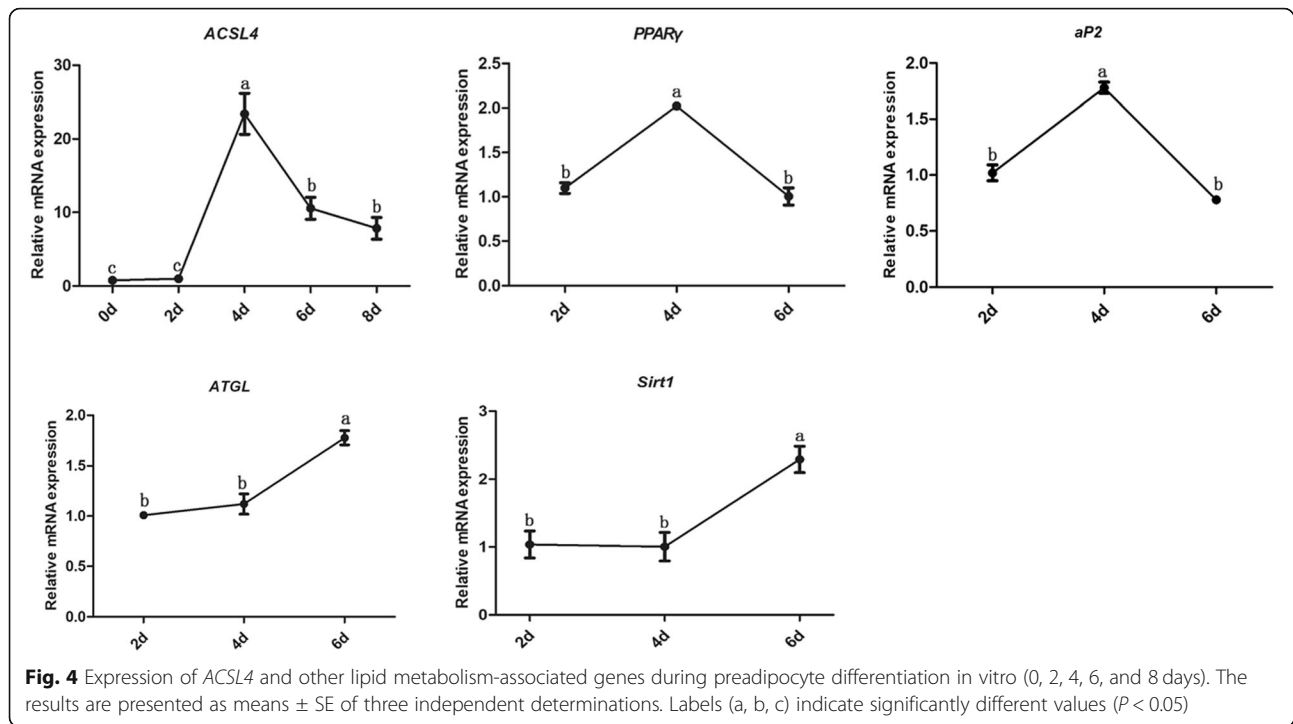 ACSL4
Relative mRNA expression
30
20
10
0
c
c
a
b
b
0d
2d
4d
6d
8d
PPARγ
Relative mRNA expression
2.5
2.0
1.5
1.0
0.5
0.0
b
a
b
2d
4d
6d
aP2
Relative mRNA expression
2.0
1.5
1.0
0.5
0.0
b
a
b
2d
4d
6d
ATGL
Relative mRNA expression
2.0
1.5
1.0
0.5
0.0
b
b
a
2d
4d
6d
Sirt1
Relative mRNA expression
3
2
1
0
b
b
a
2d
4d
6d
Fig. 4 Expression of ACSL4 and other lipid metabolism-associated genes during preadipocyte differentiation in vitro (0, 2, 4, 6, and 8 days). The
results are presented as means ± SE of three independent determinations. Labels (a, b, c) indicate significantly different values (P < 0.05)